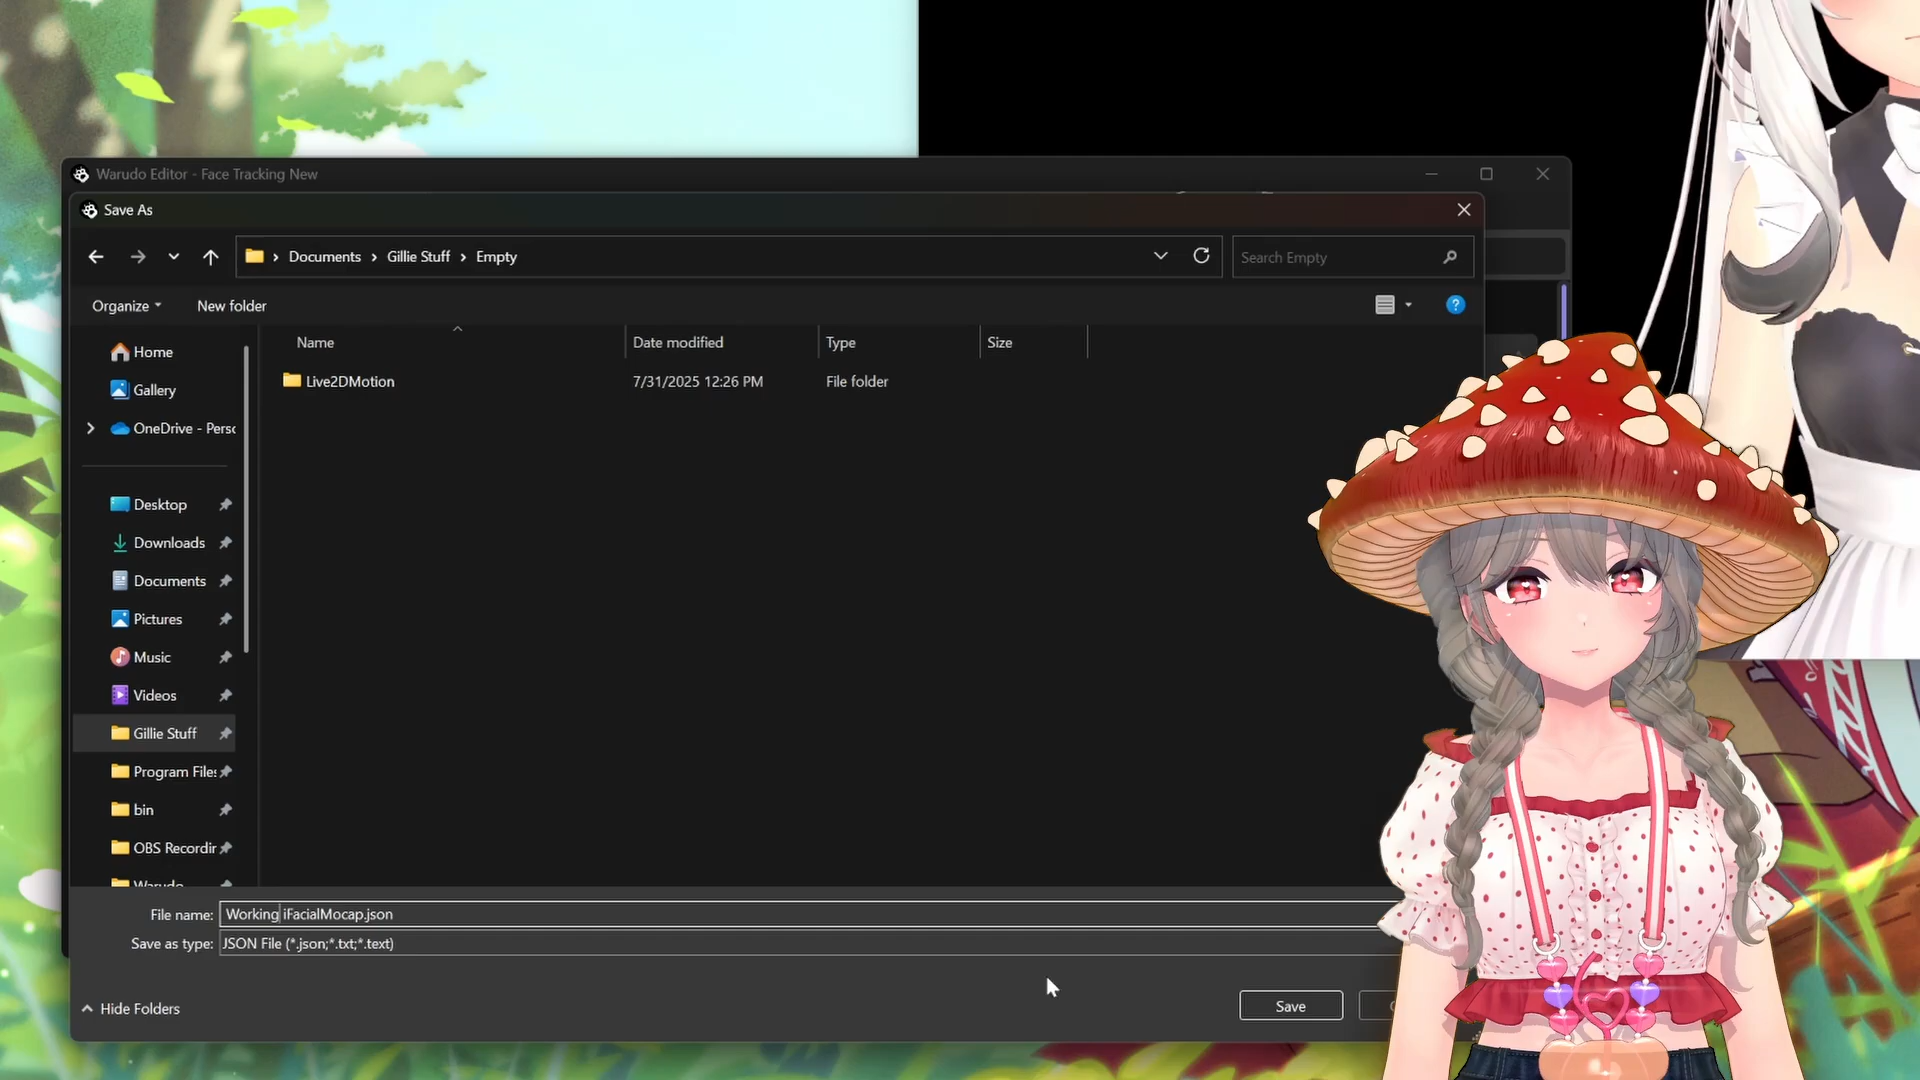 Warudo Editor - Face Tracking New
Save As
Documents
Gillie Stuff
Empty
Search Empty
Organize
New folder
Name
Date modified
Type
Size
Live2DMotion
7/31/2025 12:26 PM
File folder
Home
Gallery
OneDrive - Perso
Desktop
Downloads
Documents
Pictures
Music
Videos
Gillie Stuff
Program Files
bin
OBS Recordin
Warudo
File name: Working iFacialMocap.json
Save as type: JSON File (*.json;*.txt;*.text)
Hide Folders
Save